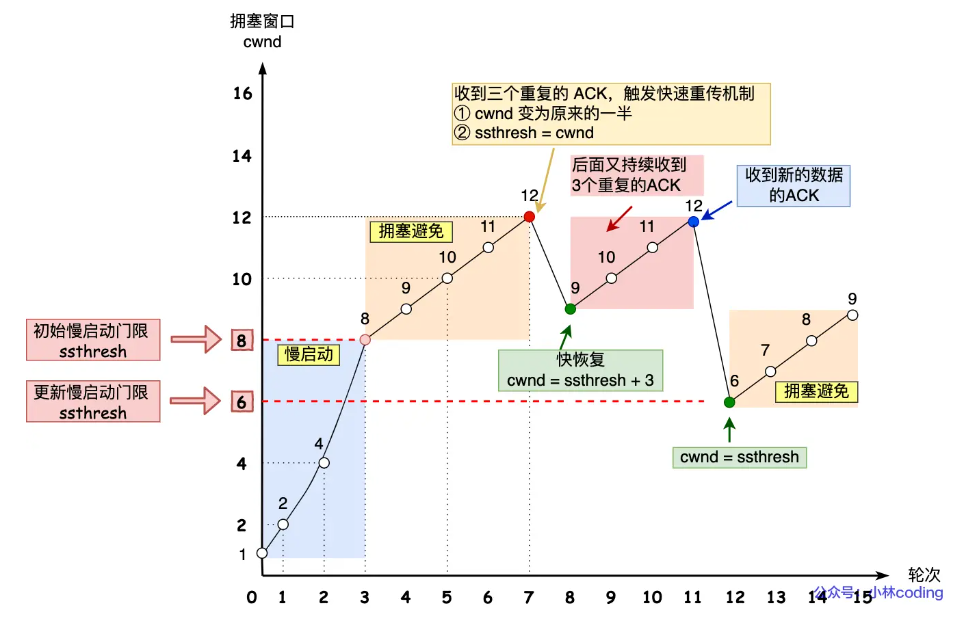 拥塞窗口
cwnd
16
14
12
10
8
6
4
2
1
收到三个重复的 ACK，触发快速重传机制
① cwnd 变为原来的一半
② ssthresh = cwnd
后面又持续收到
3个重复的ACK
收到新的数据
的ACK
初始慢启动门限
ssthresh
更新慢启动门限
ssthresh
慢启动
2
4
8
拥塞避免
9
10
11
12
快恢复
cwnd = ssthresh + 3
9
10
11
12
cwnd = ssthresh
6
7
8
9
拥塞避免
0 1 2 3 4 5 6 7 8 9 10 11 12 13 14 15
轮次
公众号：小林coding